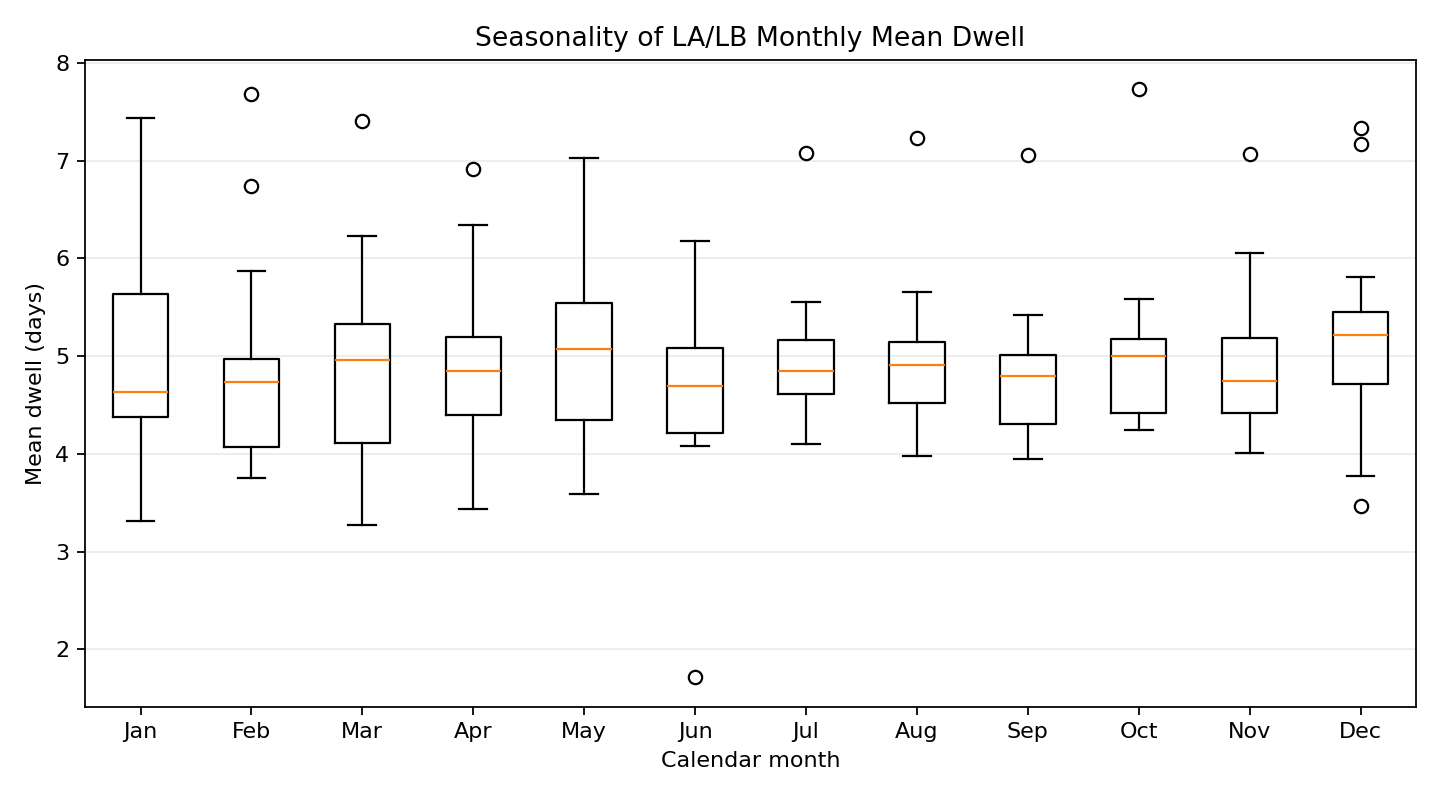 Seasonality of LA/LB Monthly Mean Dwell
Mean dwell (days)
8
7
6
5
4
3
2
Jan Feb Mar Apr May Jun Jul Aug Sep Oct Nov Dec
Calendar month